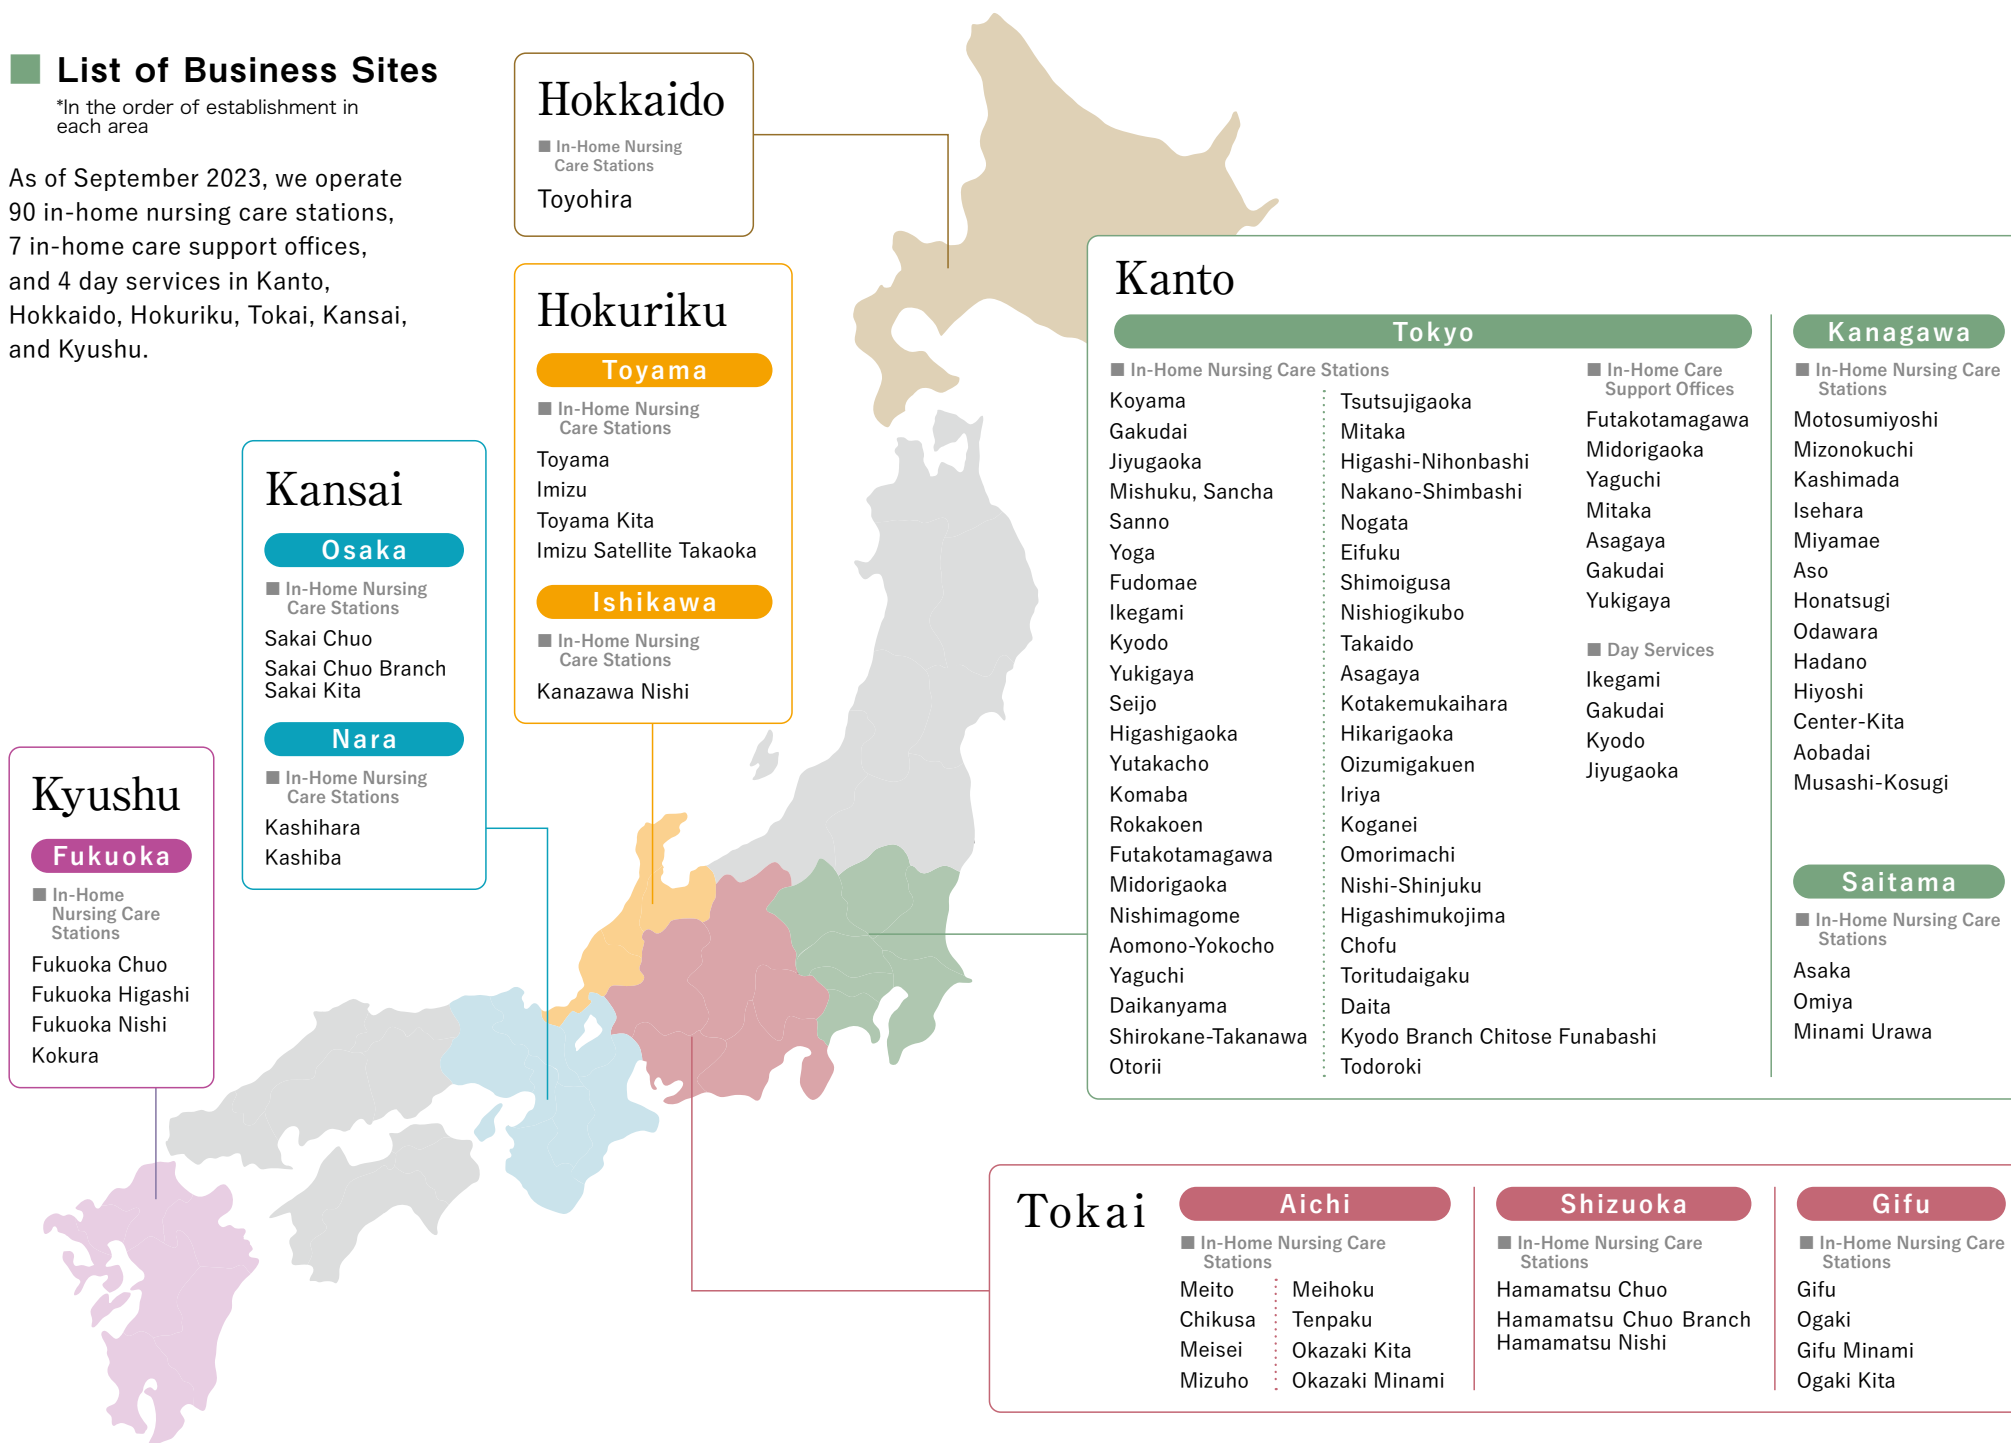 ■ List of Business Sites
*In the order of establishment in
each area
As of September 2023, we operate
90 in-home nursing care stations,
7 in-home care support offices,
and 4 day services in Kanto,
Hokkaido, Hokuriku, Tokai, Kansai,
and Kyushu.
Hokkaido
■ In-Home Nursing
Care Stations
Toyohira
Hokuriku
Toyama
■ In-Home Nursing
Care Stations
Toyama
Imizu
Toyama Kita
Imizu Satellite Takaoka
Ishikawa
■ In-Home Nursing
Care Stations
Kanazawa Nishi
Kansai
Osaka
■ In-Home Nursing
Care Stations
Sakai Chuo
Sakai Chuo Branch
Sakai Kita
Nara
■ In-Home Nursing
Care Stations
Kashihara
Kashiba
Kyushu
Fukuoka
■ In-Home
Nursing Care
Stations
Fukuoka Chuo
Fukuoka Higashi
Fukuoka Nishi
Kokura
Kanto
Tokyo
■ In-Home Nursing Care Stations
Koyama
Gakudai
Jiyugaoka
Mishuku, Sancha
Sanno
Yoga
Fudomae
Ikegami
Kyodo
Yukigaya
Seijo
Higashigaoka
Yutakacho
Komaba
Rokakoen
Futakotamagawa
Midorigaoka
Nishimagome
Aomono-Yokocho
Yaguchi
Daikanyama
Shirokane-Takanawa
Otorii
Tsutsujigaoka
Mitaka
Higashi-Nihonbashi
Nakano-Shimbashi
Nogata
Eifuku
Shimoigusa
Nishiogikubo
Takaido
Asagaya
Kotakemukaihara
Hikarigaoka
Oizumigakuen
Iriya
Koganei
Omorimachi
Nishi-Shinjuku
Higashimukojima
Chofu
Toritudaigaku
Daita
Kyodo Branch Chitose Funabashi
Todoroki
■ In-Home Care
Support Offices
Futakotamagawa
Midorigaoka
Yaguchi
Mitaka
Asagaya
Gakudai
Yukigaya
■ Day Services
Ikegami
Gakudai
Kyodo
Jiyugaoka
Kanagawa
■ In-Home Nursing Care
Stations
Motosumiyoshi
Mizonokuchi
Kashimada
Isehara
Miyamae
Aso
Honatsugi
Odawara
Hadano
Hiyoshi
Center-Kita
Aobadai
Musashi-Kosugi
Saitama
■ In-Home Nursing Care
Stations
Asaka
Omiya
Minami Urawa
Tokai
Aichi
■ In-Home Nursing Care
Stations
Meito
Chikusa
Meisei
Mizuho
Meihoku
Tenpaku
Okazaki Kita
Okazaki Minami
Shizuoka
■ In-Home Nursing Care
Stations
Hamamatsu Chuo
Hamamatsu Chuo Branch
Hamamatsu Nishi
Gifu
■ In-Home Nursing Care
Stations
Gifu
Ogaki
Gifu Minami
Ogaki Kita